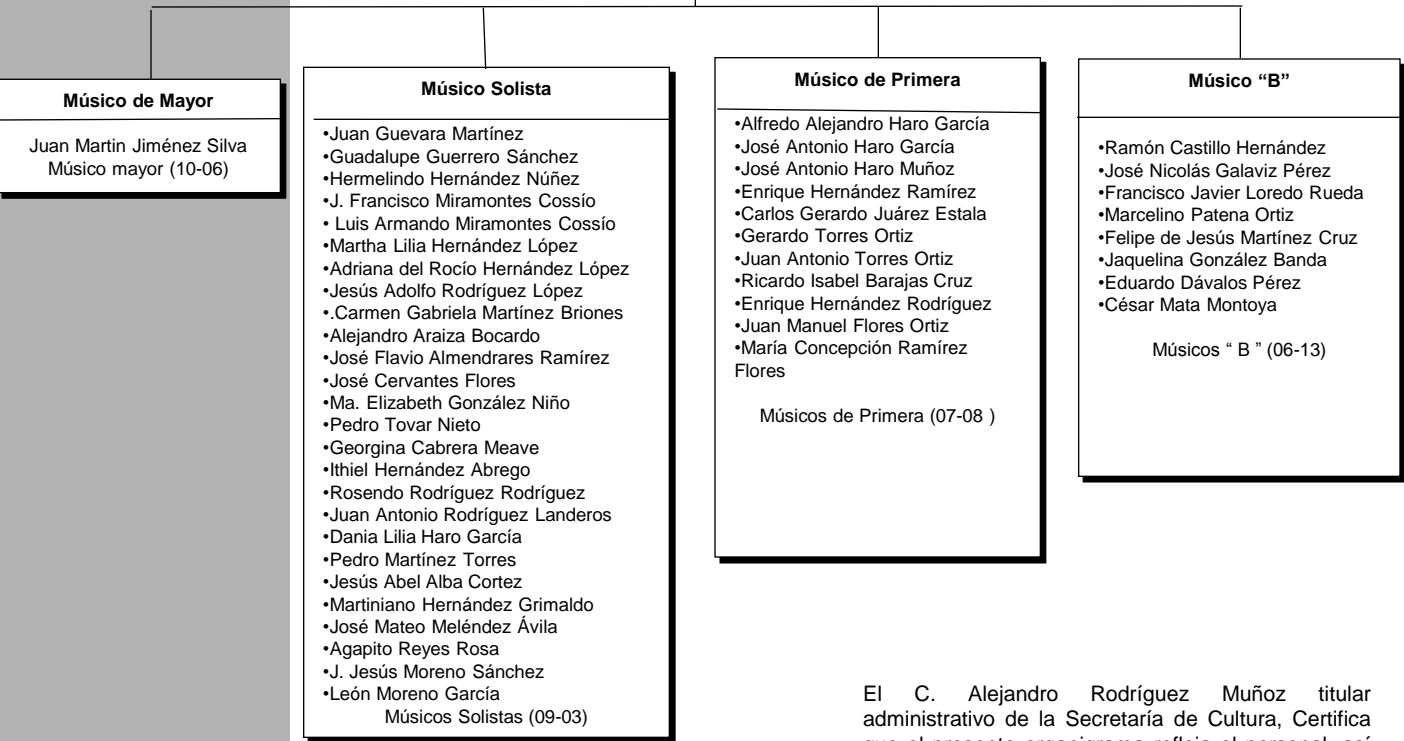 Músico de Mayor
Juan Martin Jiménez Silva
Músico mayor (10-06)
Músico Solista
•Juan Guevara Martínez
•Guadalupe Guerrero Sánchez
•Hermelindo Hernández Núñez
•J. Francisco Miramontes Cossío
• Luis Armando Miramontes Cossío
•Martha Lilia Hernández López
•Adriana del Rocío Hernández López
•Jesús Adolfo Rodríguez López
•.Carmen Gabriela Martínez Briones
•Alejandro Araiza Bocardo
•José Flavio Almendrares Ramírez
•José Cervantes Flores
•Ma. Elizabeth González Niño
•Pedro Tovar Nieto
•Georgina Cabrera Meave
•Ithiel Hernández Abrego
•Rosendo Rodríguez Rodríguez
•Juan Antonio Rodríguez Landeros
•Dania Lilia Haro García
•Pedro Martínez Torres
•Jesús Abel Alba Cortez
•Martiniano Hernández Grimaldo
•José Mateo Meléndez Ávila
•Agapito Reyes Rosa
•J. Jesús Moreno Sánchez
•León Moreno García
Músicos Solistas (09-03)
Músico de Primera
•Alfredo Alejandro Haro García
•José Antonio Haro García
•José Antonio Haro Muñoz
•Enrique Hernández Ramírez
•Carlos Gerardo Juárez Estala
•Gerardo Torres Ortiz
•Juan Antonio Torres Ortiz
•Ricardo Isabel Barajas Cruz
•Enrique Hernández Rodríguez
•Juan Manuel Flores Ortiz
•María Concepción Ramírez
Flores
Músicos de Primera (07-08 )
Músico “B”
•Ramón Castillo Hernández
•José Nicolás Galaviz Pérez
•Francisco Javier Loredo Rueda
•Marcelino Patena Ortiz
•Felipe de Jesús Martínez Cruz
•Jaquelina González Banda
•Eduardo Dávalos Pérez
•César Mata Montoya
Músicos “ B ” (06-13)
El C. Alejandro Rodríguez Muñoz titular
administrativo de la Secretaría de Cultura, Certifica
que el presente organigrama refleja el personal, así